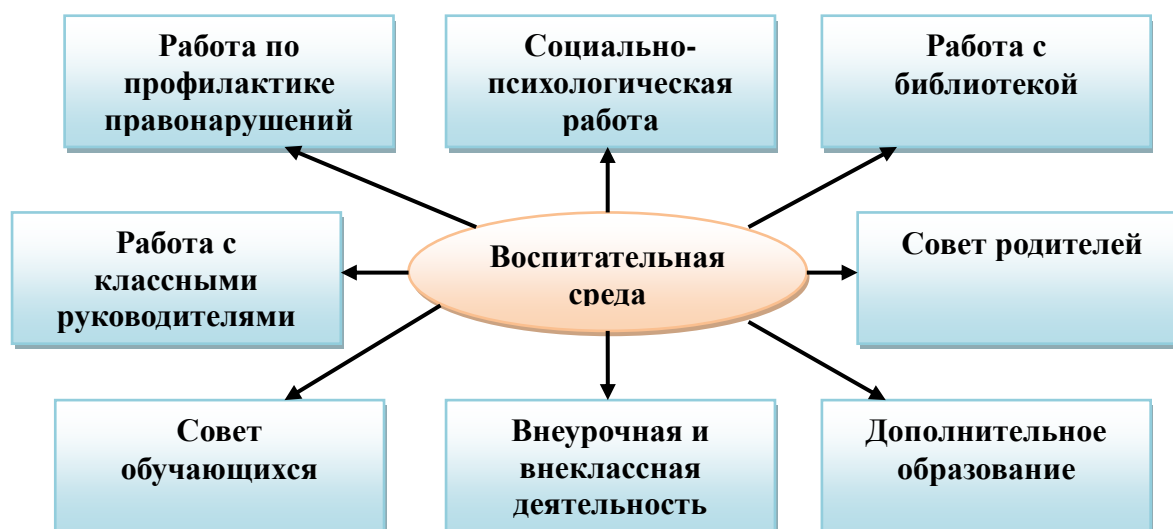 Работа по
профилактике
правонарушений
Социально-
психологическая
работа
Работа с
библиотекой
Работа с
классными
руководителями
Воспитательная
среда
Совет родителей
Совет
обучающихся
Внеурочная и
внеклассная
деятельность
Дополнительное
образование